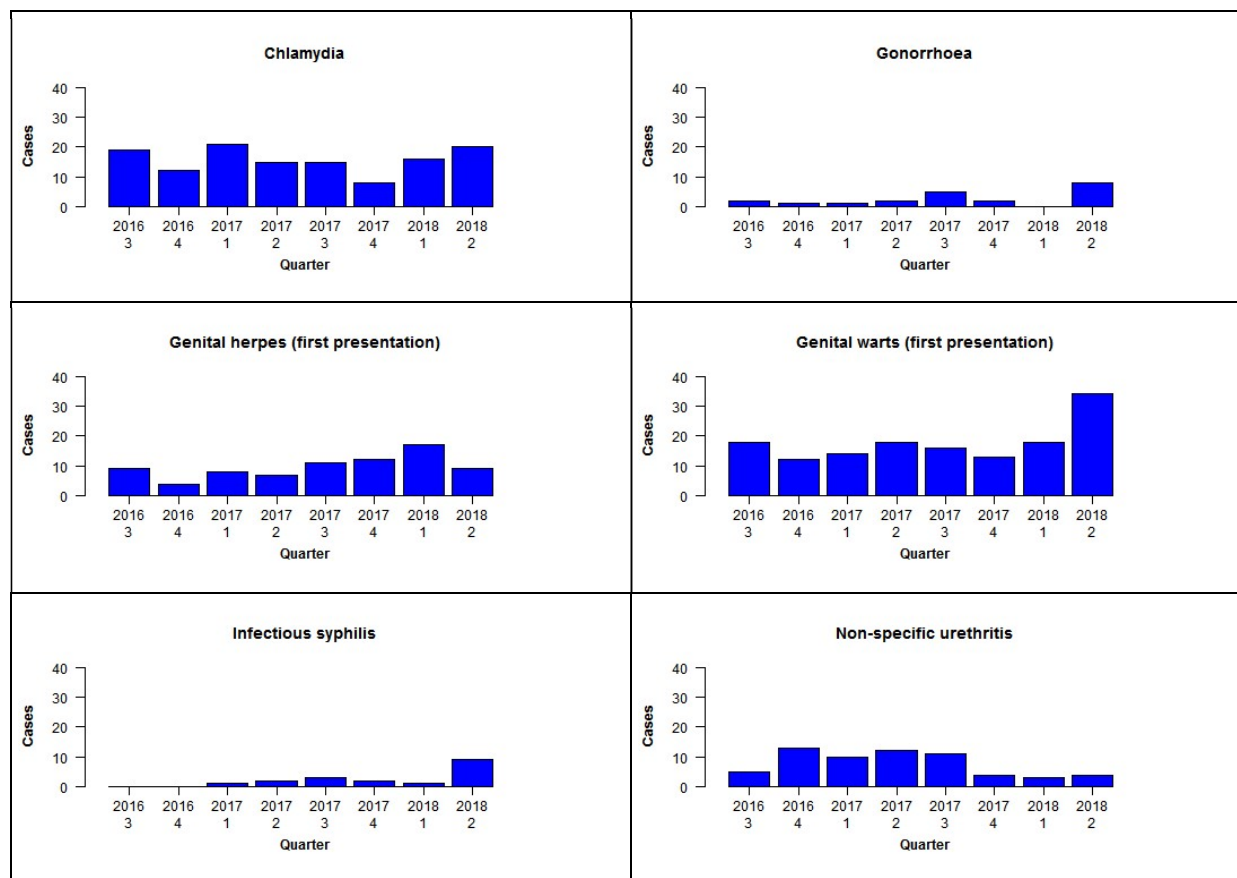 Chlamydia
Cases
40
30
20
10
0
2016 2016 2017 2017 2017 2017 2018 2018
3 4 1 2 3 4 1 2
Quarter
Gonorrhoea
Cases
40
30
20
10
0
2016 2016 2017 2017 2017 2017 2018 2018
3 4 1 2 3 4 1 2
Quarter
Genital herpes (first presentation)
Cases
40
30
20
10
0
2016 2016 2017 2017 2017 2017 2018 2018
3 4 1 2 3 4 1 2
Quarter
Genital warts (first presentation)
Cases
40
30
20
10
0
2016 2016 2017 2017 2017 2017 2018 2018
3 4 1 2 3 4 1 2
Quarter
Infectious syphilis
Cases
40
30
20
10
0
2016 2016 2017 2017 2017 2017 2018 2018
3 4 1 2 3 4 1 2
Quarter
Non-specific urethritis
Cases
40
30
20
10
0
2016 2016 2017 2017 2017 2017 2018 2018
3 4 1 2 3 4 1 2
Quarter